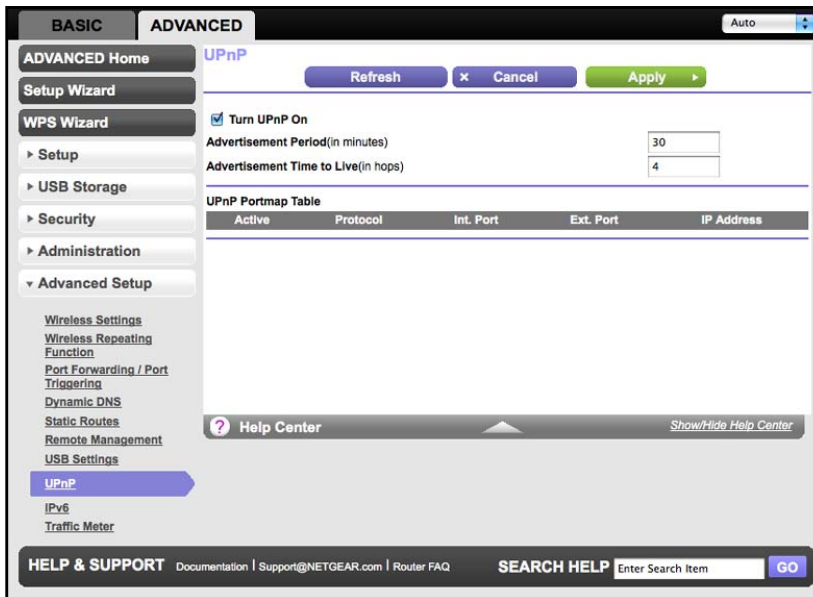 BASIC
ADVANCED
Auto
ADVANCED Home
Setup Wizard
WPS Wizard
Setup
USB Storage
Security
Administration
Advanced Setup
Wireless Settings
Wireless Repeating
Function
Port Forwarding / Port
Triggering
Dynamic DNS
Static Routes
Remote Management
USB Settings
UPnP
IPv6
Traffic Meter
UPnP
Refresh
× Cancel
Apply
Turn UPnP On
Advertisement Period(in minutes) 30
Advertisement Time to Live(in hops) 4
UPnP Portmap Table
Active Protocol Int. Port Ext. Port IP Address
? Help Center
Show/Hide Help Center
HELP & SUPPORT Documentation | Support@NETGEAR.com | Router FAQ
SEARCH HELP Enter Search Item GO